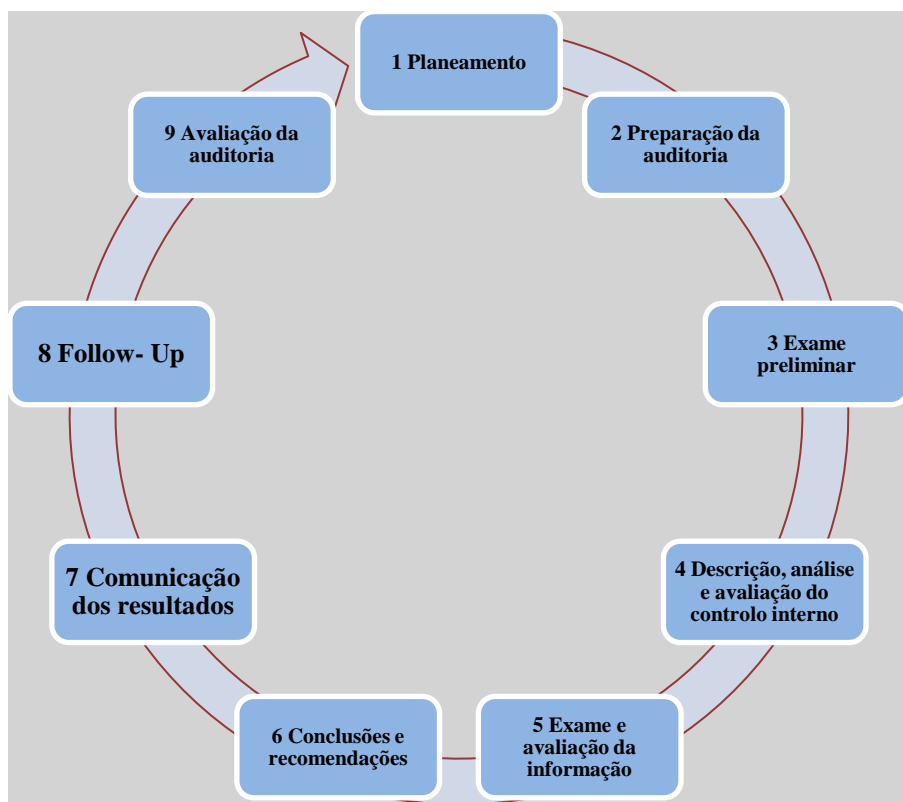 1 Planeamento
2 Preparação da
auditoria
3 Exame
preliminar
4 Descrição, análise
e avaliação do
controlo interno
5 Exame e
avaliação da
informação
6 Conclusões e
recomendações
7 Comunicação
dos resultados
8 Follow- Up
9 Avaliação da
auditoria